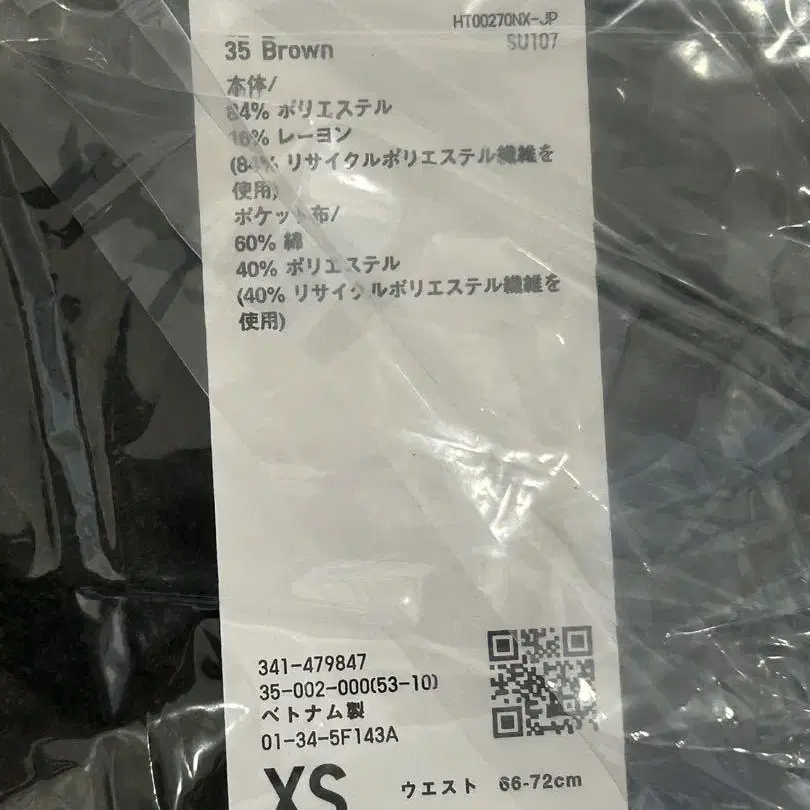 HT00270NX-JP
35 Brown
SU107
本体/
84% ポリエステル
16% レーヨン
(84% リサイクルポリエステル繊維を
使用)
ポケット布/
60% 綿
40% ポリエステル
(40% リサイクルポリエステル繊維を
使用)
341-479847
35-002-000(53-10)
ベトナム製
01-34-5F143A
XS
ウエスト 66-72cm